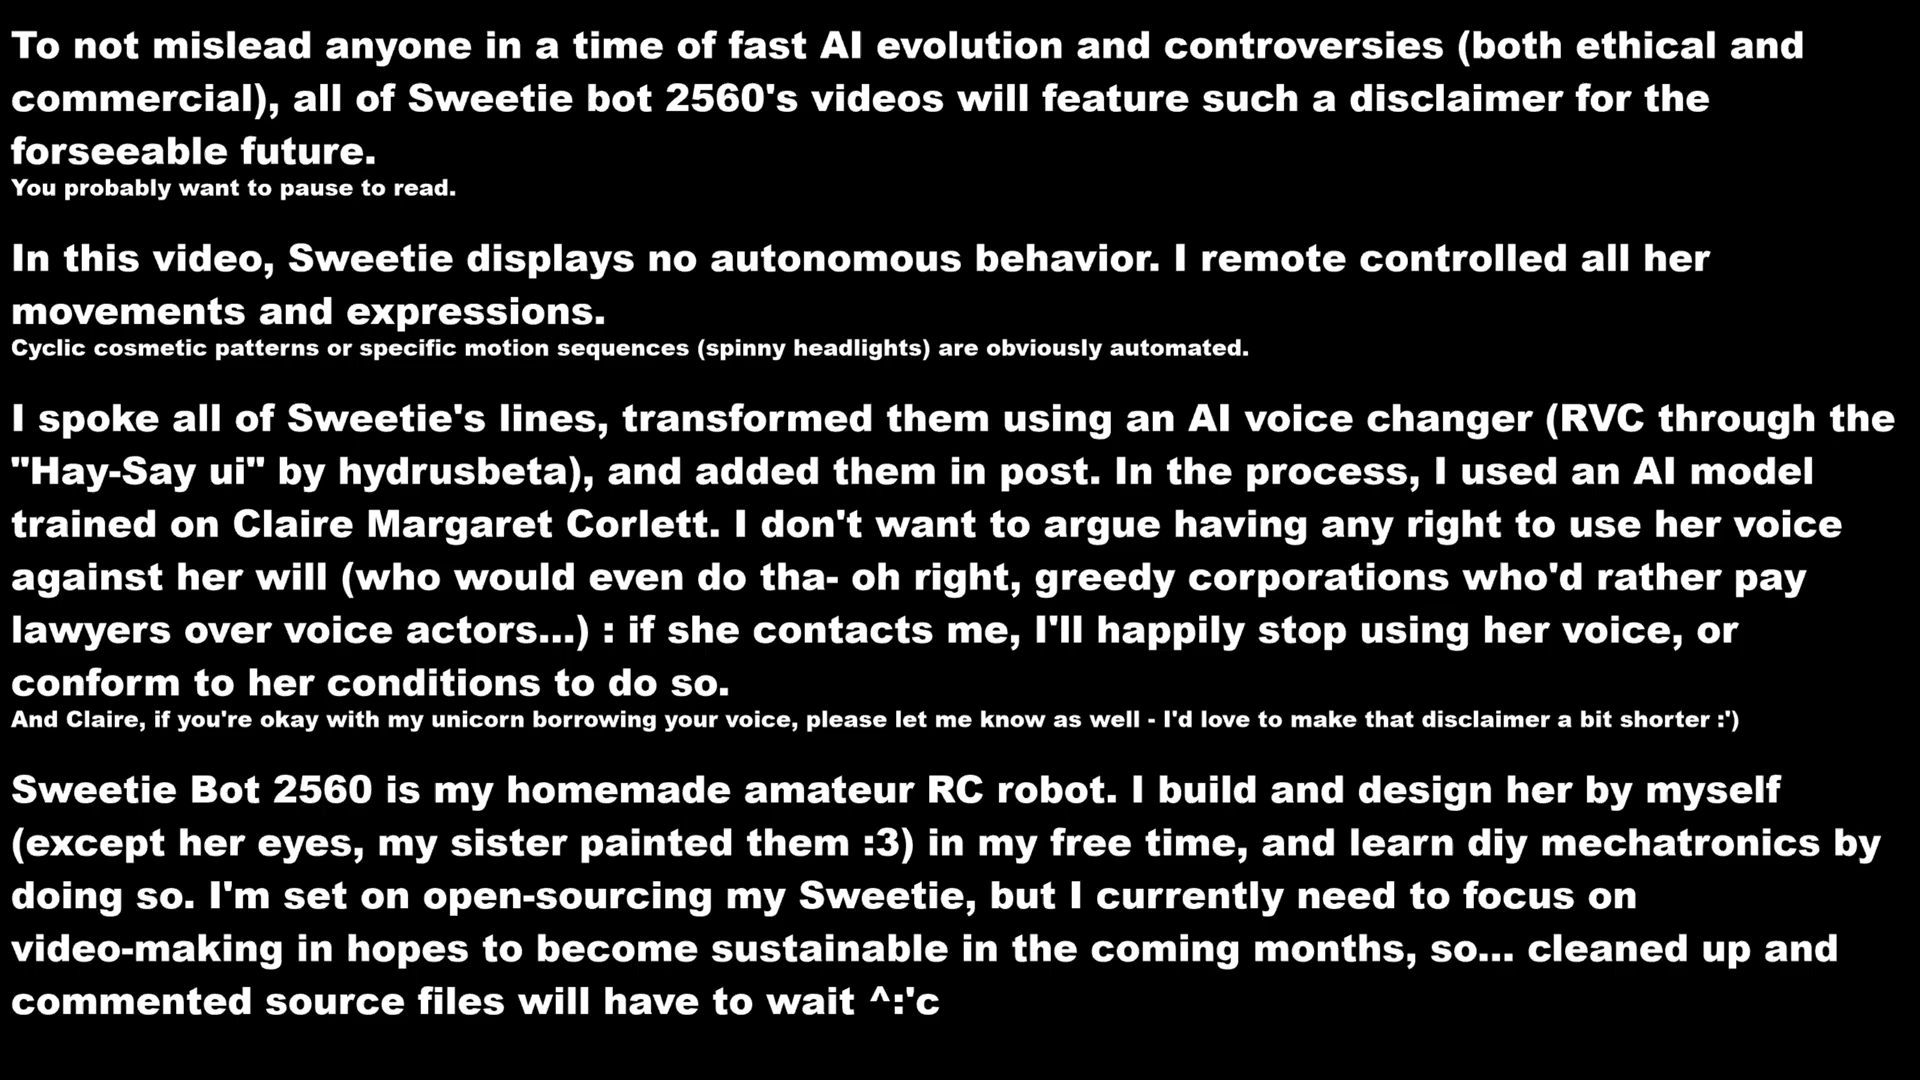 To not mislead anyone in a time of fast AI evolution and controversies (both ethical and
commercial), all of Sweetie bot 2560's videos will feature such a disclaimer for the
forseeable future.
You probably want to pause to read.
In this video, Sweetie displays no autonomous behavior. I remote controlled all her
movements and expressions.
Cyclic cosmetic patterns or specific motion sequences (spinny headlights) are obviously automated.
I spoke all of Sweetie's lines, transformed them using an AI voice changer (RVC through the
"Hay-Say ui" by hydrusbeta), and added them in post. In the process, I used an AI model
trained on Claire Margaret Corlett. I don't want to argue having any right to use her voice
against her will (who would even do tha- oh right, greedy corporations who'd rather pay
lawyers over voice actors...) : if she contacts me, I'll happily stop using her voice, or
conform to her conditions to do so.
And Claire, if you're okay with my unicorn borrowing your voice, please let me know as well - I'd love to make that disclaimer a bit shorter :')
Sweetie Bot 2560 is my homemade amateur RC robot. I build and design her by myself
(except her eyes, my sister painted them :3) in my free time, and learn diy mechatronics by
doing so. I'm set on open-sourcing my Sweetie, but I currently need to focus on
video-making in hopes to become sustainable in the coming months, so... cleaned up and
commented source files will have to wait ^:'c